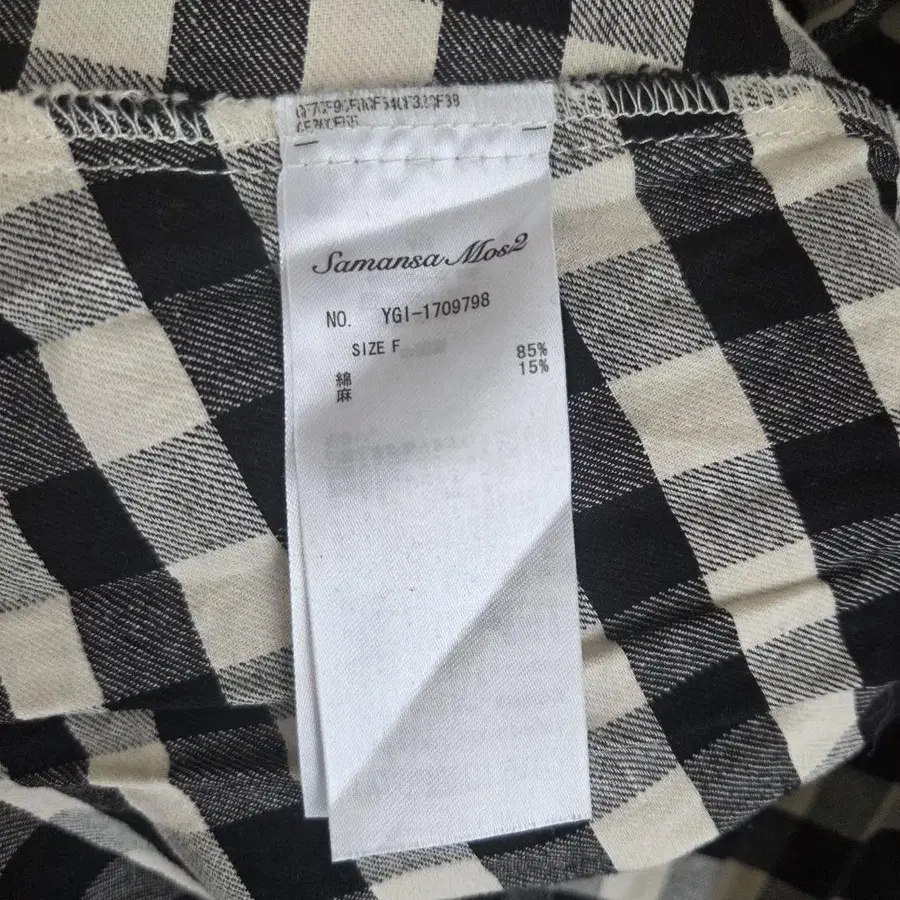 Samansa Mos2
NO. YGI-1709798
SIZE F
綿 85%
麻 15%